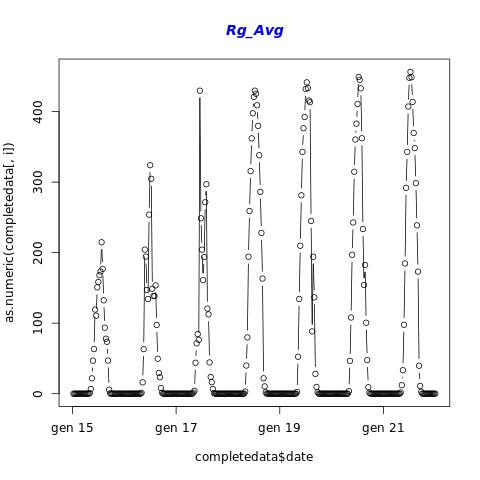 Rg_Avg
as.numeric(completedata[, i])
400
300
200
100
0
gen 15
gen 17
gen 19
gen 21
completedata$date